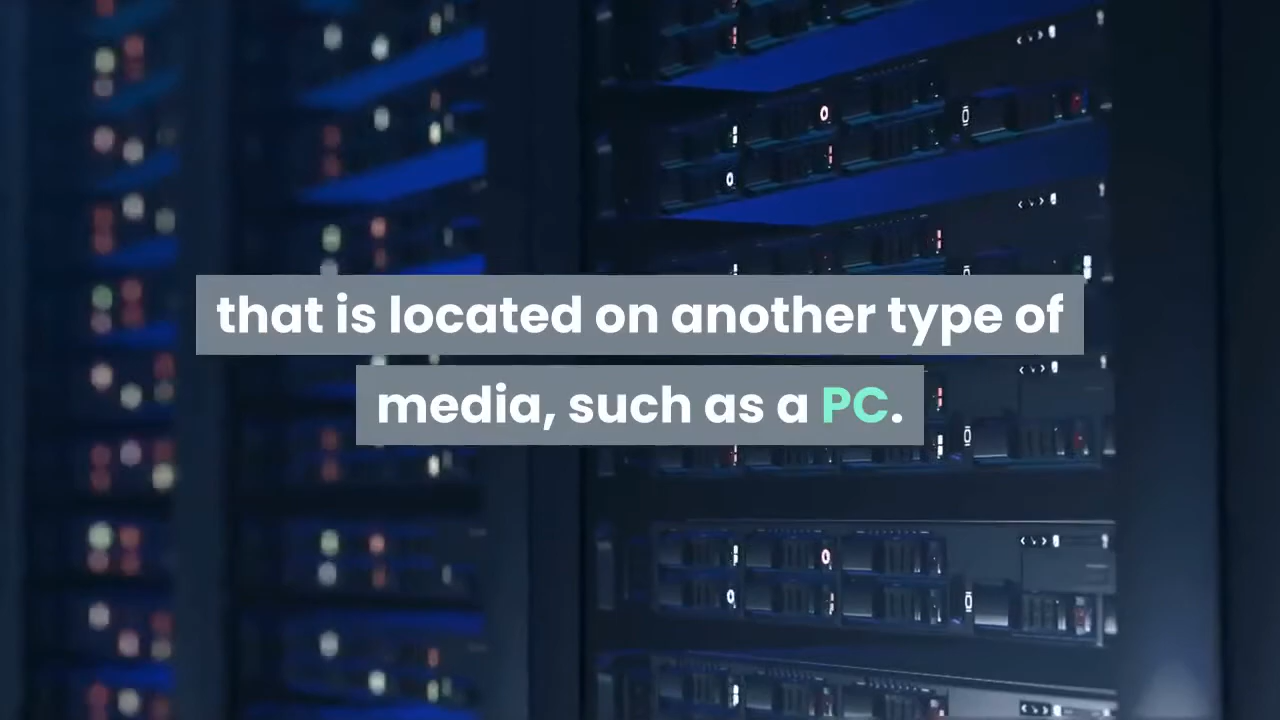 that is located on another type of
media, such as a PC.